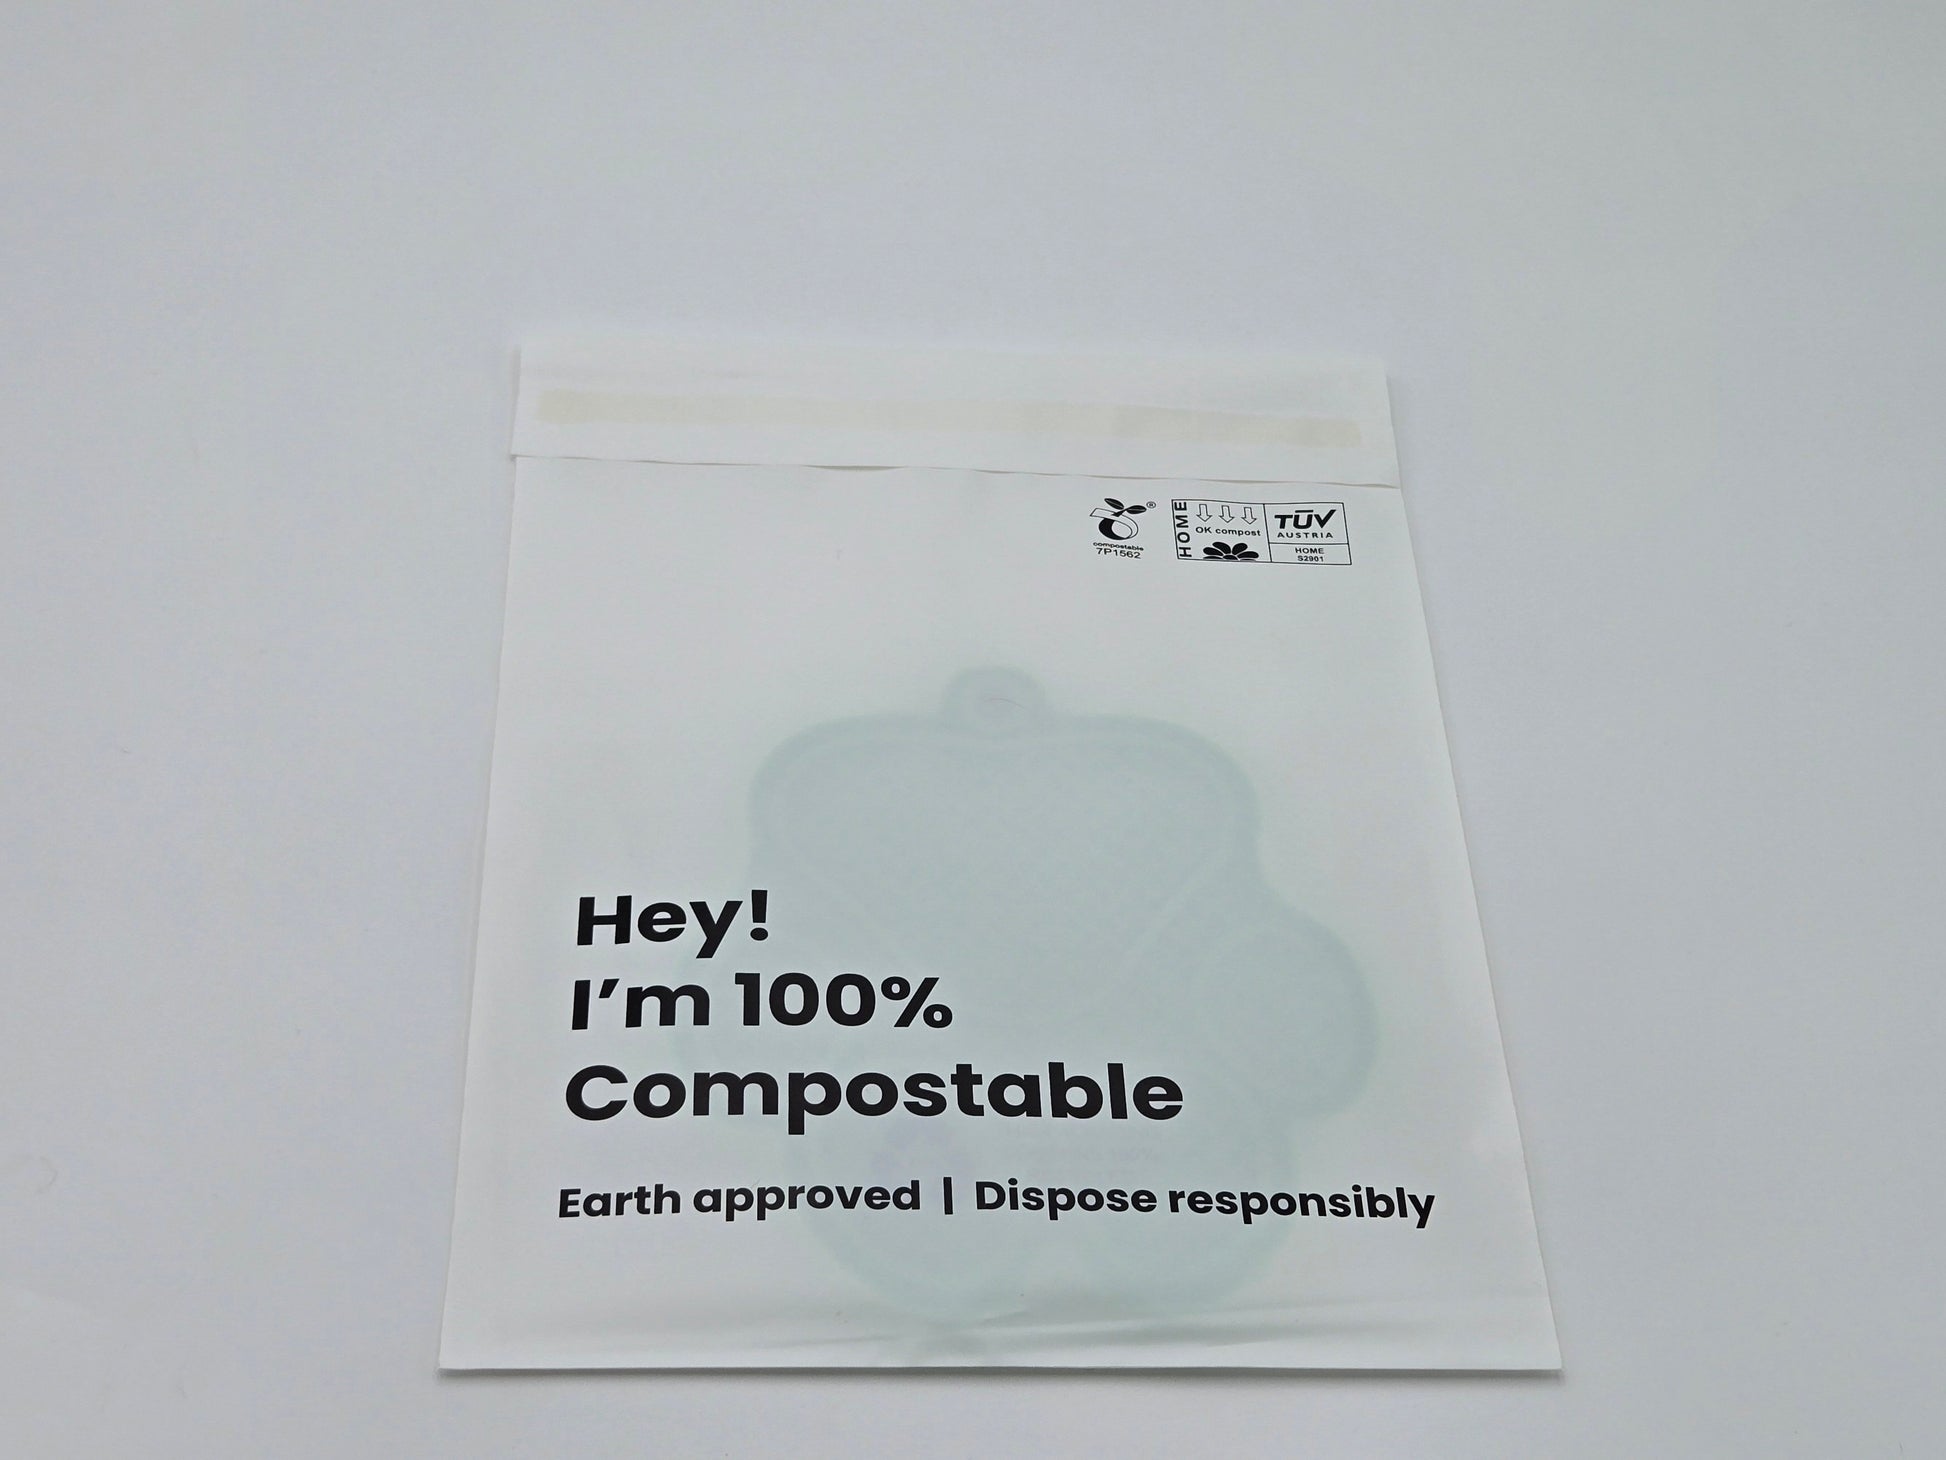 compostable
7P1562
HOME
OK compost
TÜV
AUSTRIA
HOME
S2901
Hey!
I'm 100%
Compostable
Earth approved | Dispose responsibly